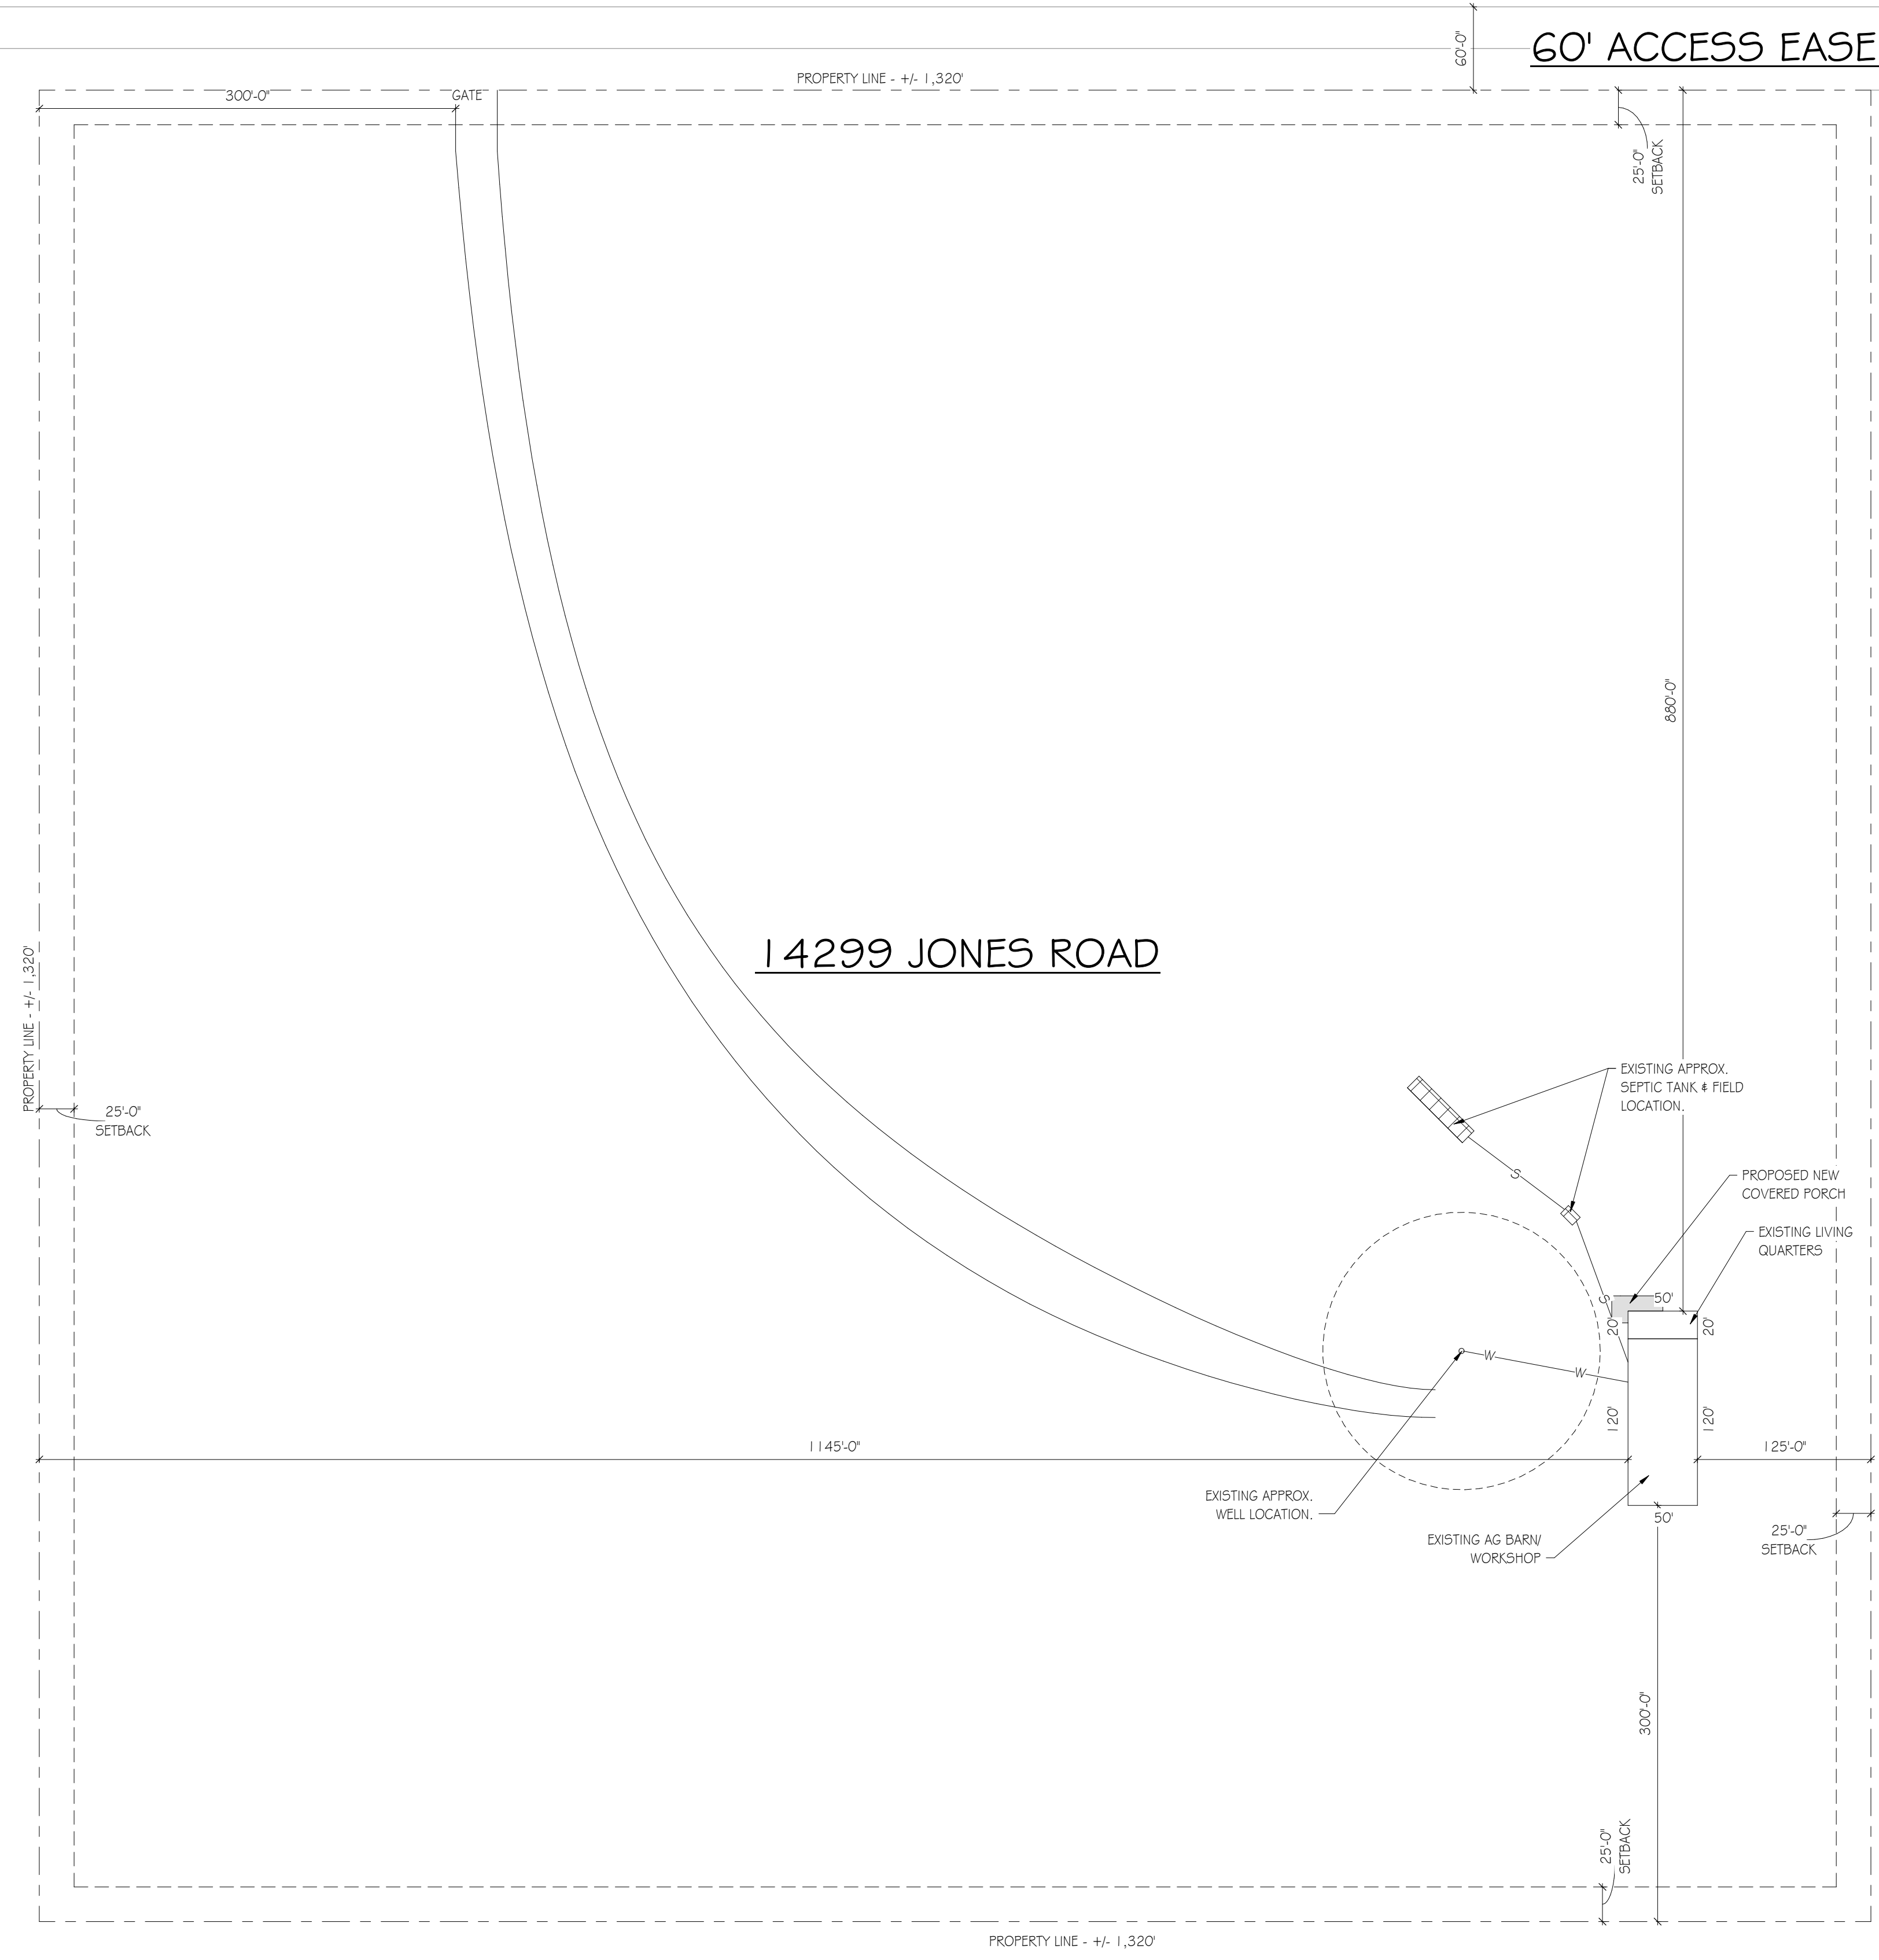 60'-0"
60' ACCESS EASE
PROPERTY LINE - +/- 1,320'
300'-0"
GATE
25'-0"
SETBACK
880'-0"
14299 JONES ROAD
PROPERTY LINE - +/- 1,320'
25'-0"
SETBACK
EXISTING APPROX.
SEPTIC TANK & FIELD
LOCATION.
S
PROPOSED NEW
COVERED PORCH
EXISTING LIVING
QUARTERS
S
50'
20'
20'
W
W
120'
120'
1145'-0"
125'-0"
EXISTING APPROX.
WELL LOCATION.
50'
EXISTING AG BARN/
WORKSHOP
25'-0"
SETBACK
300'-0"
25'-0"
SETBACK
PROPERTY LINE - +/- 1,320'